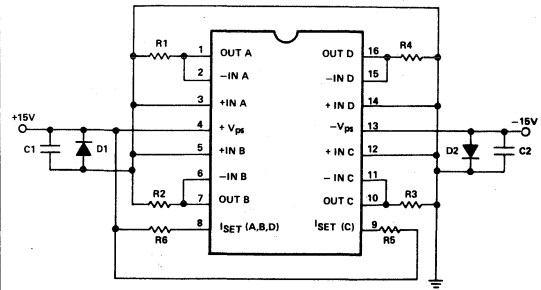 R1
1 OUT A
2 −IN A
3 +IN A
+15V
4 + Vps
C1
D1
5 +IN B
6 −IN B
R2
7 OUT B
8 ISET (A,B,D)
R6
OUT D 16
R4
−IN D 15
+IN D 14
−Vps 13
−15V
+IN C 12
D2
C2
−IN C 11
OUT C 10
R3
ISET (C) 9
R5